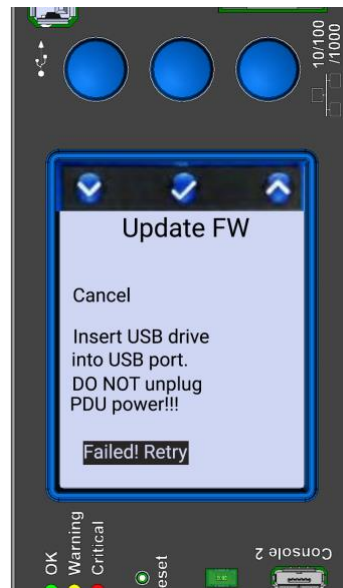 10/100
/1000
Update FW
Cancel
Insert USB drive
into USB port.
DO NOT unplug
PDU power!!!
Failed! Retry
OK
Warning
Critical
eset
Console 2